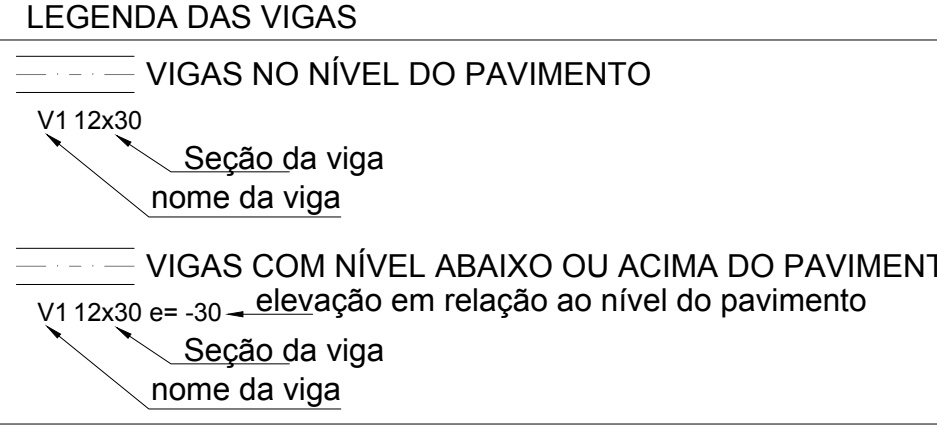 LEGENDA DAS VIGAS
VIGAS NO NÍVEL DO PAVIMENTO
V1 12x30
Seção da viga
nome da viga
VIGAS COM NÍVEL ABAIXO OU ACIMA DO PAVIMENT
V1 12x30 e= -30 elevação em relação ao nível do pavimento
Seção da viga
nome da viga